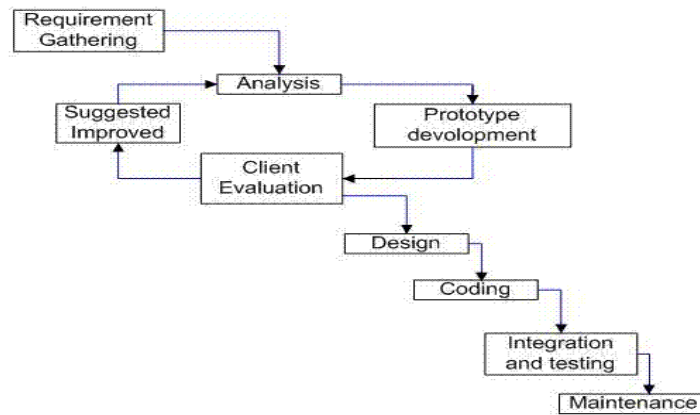 Requirement
Gathering
Analysis
Suggested
Improved
Prototype
devolopment
Client
Evaluation
Design
Coding
Integration
and testing
Maintenance